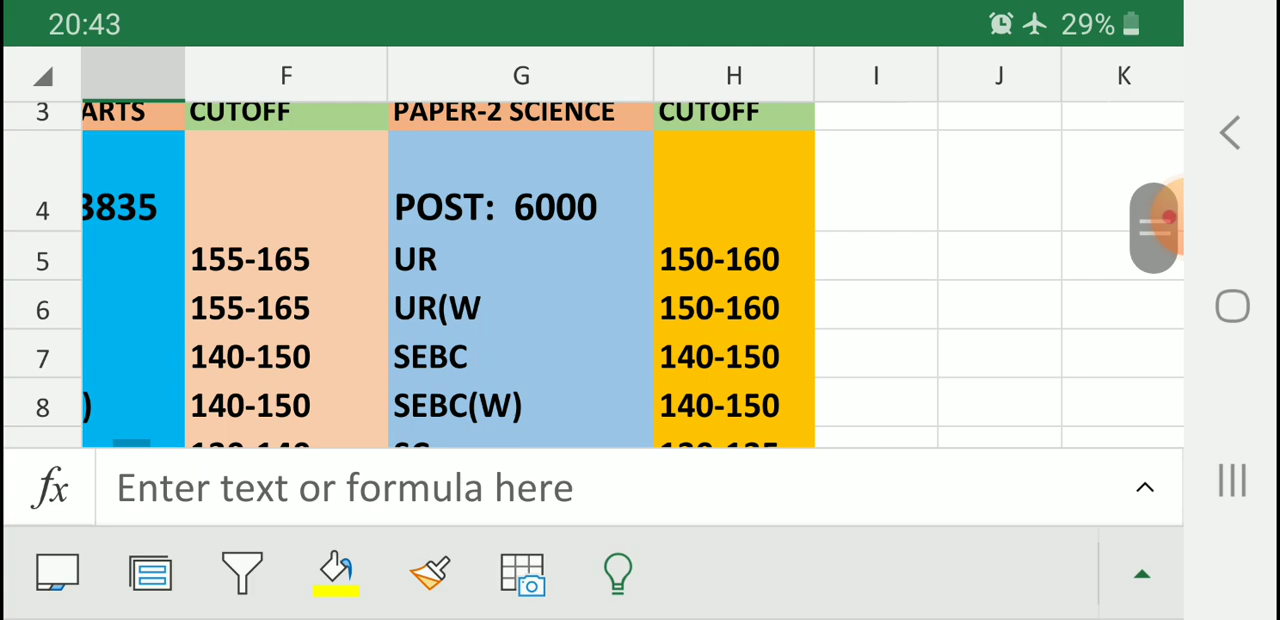 20:43 29%
F G H I J K
3 ARTS CUTOFF PAPER-2 SCIENCE CUTOFF
4 3835 POST: 6000
5 155-165 UR 150-160
6 155-165 UR(W 150-160
7 140-150 SEBC 140-150
8 ) 140-150 SEBC(W) 140-150
fx Enter text or formula here